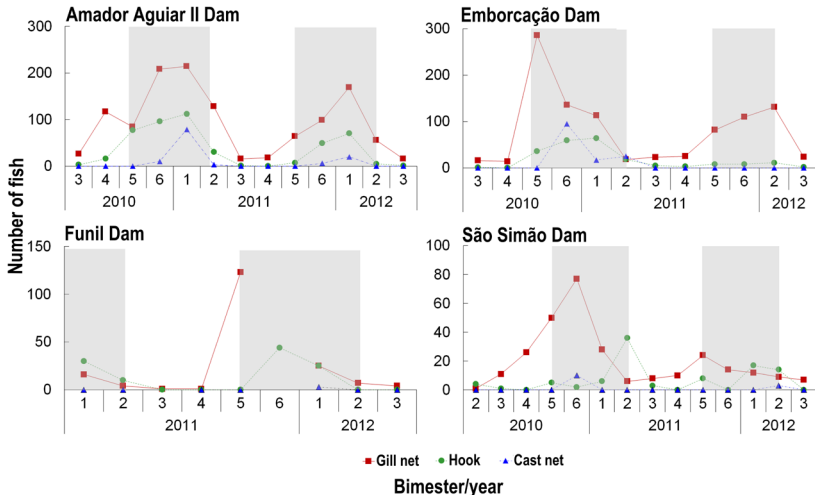 Amador Aguiar II Dam
300
200
100
0
3 4 5 6 1 2 3 4 5 6 1 2 3
2010 2011 2012
Emborcação Dam
300
200
100
0
3 4 5 6 1 2 3 4 5 6 2 3
2010 2011 2012
Number of fish
Funil Dam
150
100
50
0
1 2 3 4 5 6 1 2 3
2011 2012
São Simão Dam
100
80
60
40
20
0
2 3 4 5 6 1 2 3 4 5 6 1 2 3
2010 2011 2012
Gill net Hook Cast net
Bimester/year